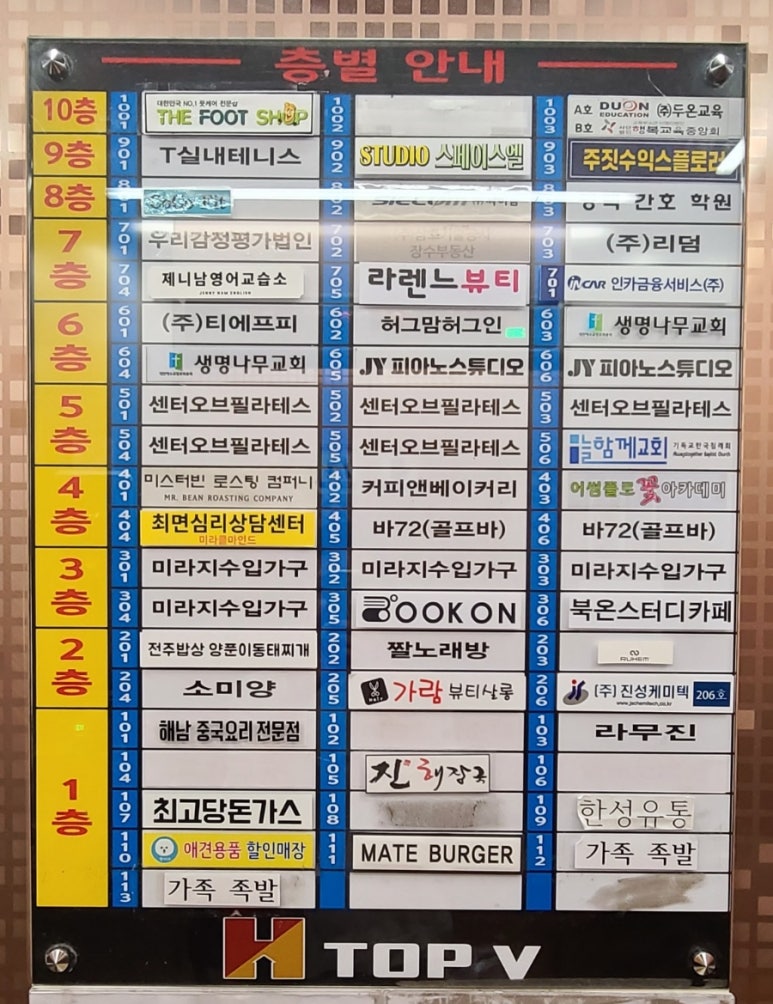 층별 안내
10층
1001 대한민국 NO.1 풋케어 전문샵 THE FOOT SHOP
1002
1003 A호 DUON EDUCATION (주)두온교육
B호 행복교육중앙회
9층
901 T실내테니스
902 STUDIO 스페이스엘
903 주짓수익스플로러
8층
801
802
803 간호 학원
7층
701 우리감정평가법인
702 장수부동산
703 (주)리덤
704 제니남영어교습소 JENNY NAM ENGLISH
705 라렌느뷰티
701 iNCAR 인카금융서비스(주)
6층
601 (주)티에프피
602 허그맘허그인
603 생명나무교회
604 생명나무교회
605 JY 피아노스튜디오
606 JY 피아노스튜디오
5층
501 센터오브필라테스
502 센터오브필라테스
503 센터오브필라테스
504 센터오브필라테스
505 센터오브필라테스
506 늘함께교회 기독교한국침례회
4층
401 미스터빈 로스팅 컴퍼니 MR. BEAN ROASTING COMPANY
402 커피앤베이커리
403 어썸플로꽃아카데미
404 최면심리상담센터 미라클마인드
405 바72(골프바)
406 바72(골프바)
3층
301 미라지수입가구
302 미라지수입가구
303 미라지수입가구
304 미라지수입가구
305 BOOKON
306 북온스터디카페
2층
201 전주밥상 양푼이동태찌개
202 짤노래방
203 RUHEM
204 소미양
205 Hair 가람 뷰티살롱
206 JS (주)진성케미텍 www.jschemitech.co.kr 206호
1층
101 해남 중국요리 전문점
102
103 라무진
104
105 진해장국
106
107 최고당돈가스
108
109 한성유통
110 애견용품 할인매장
111 MATE BURGER
112 가족 족발
113 가족 족발
H TOP V